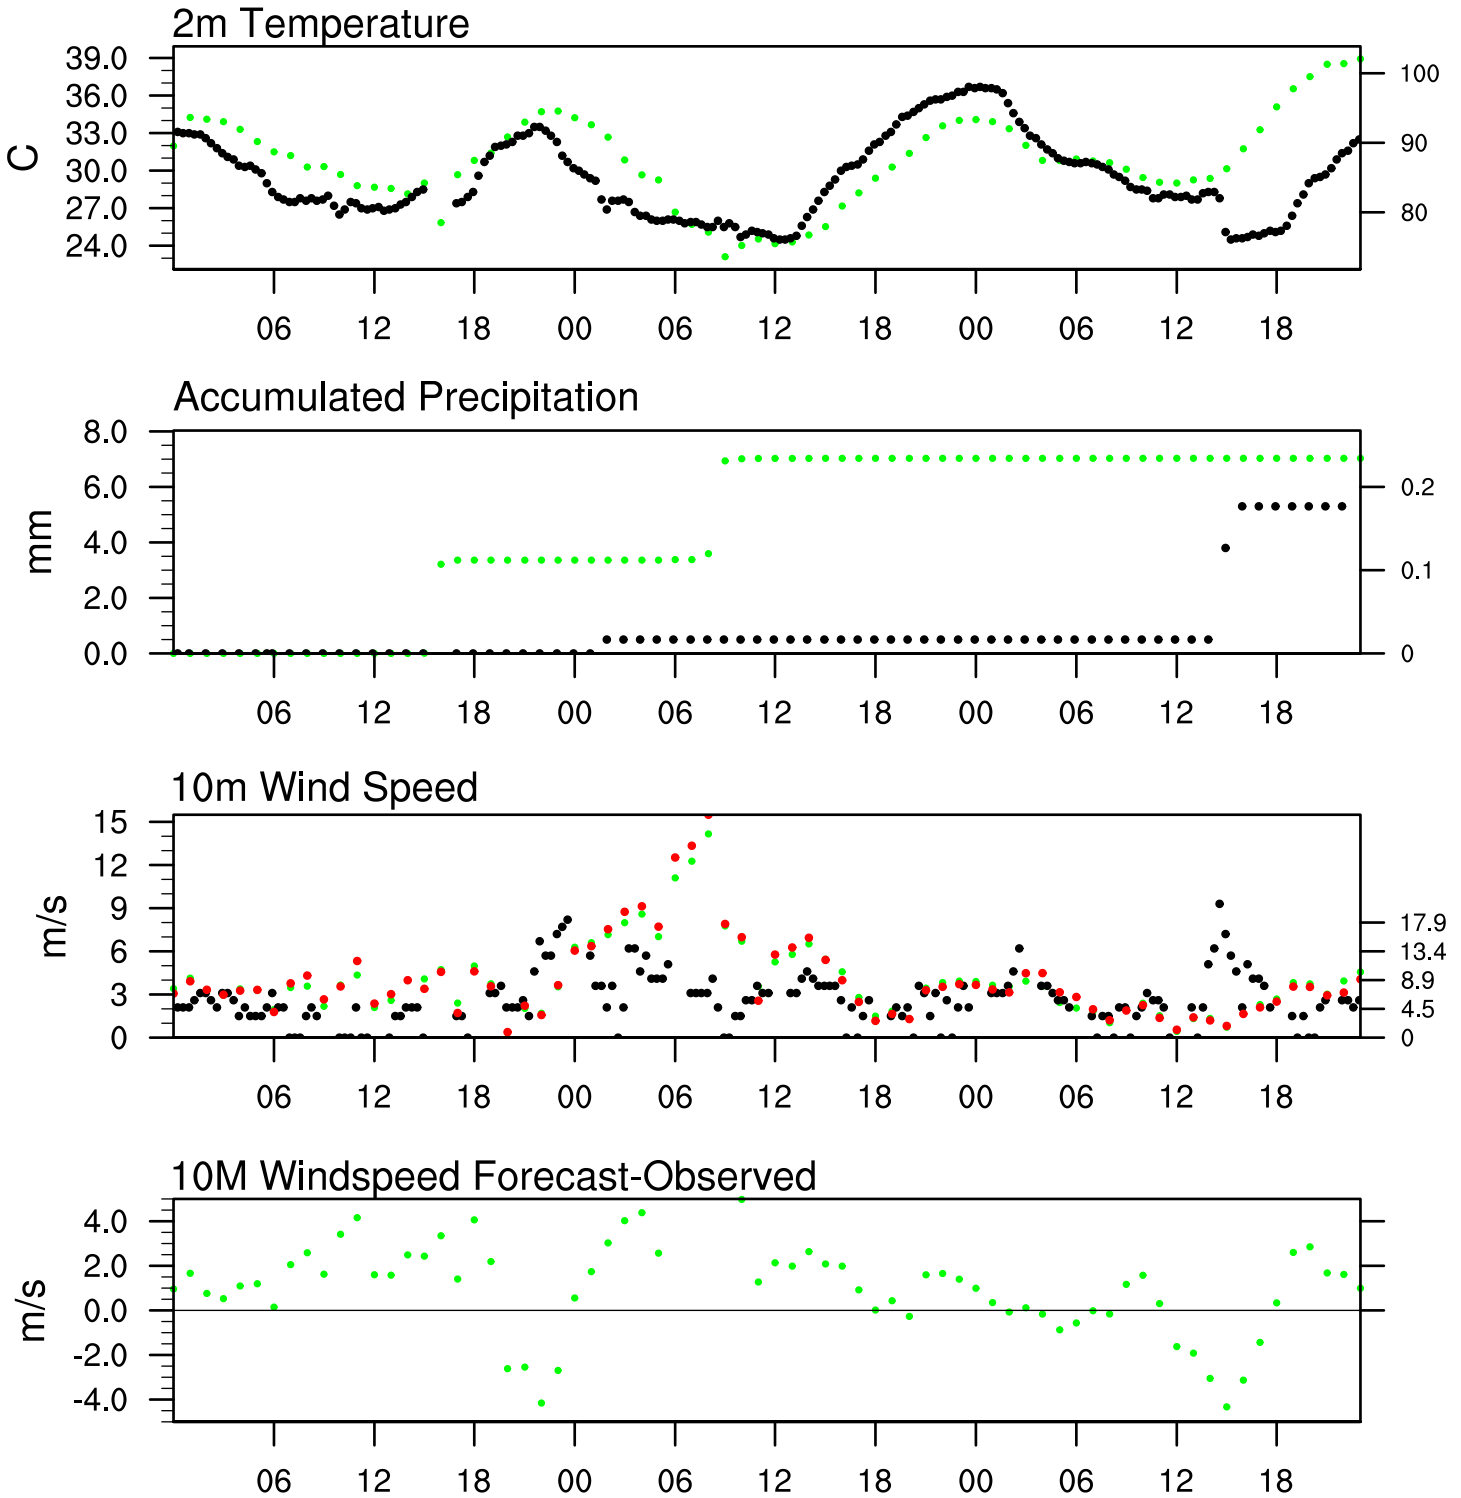 2m Temperature
39.0
36.0
33.0
30.0
27.0
24.0
C
100
90
80
06 12 18 00 06 12 18 00 06 12 18
Accumulated Precipitation
8.0
6.0
4.0
2.0
0.0
mm
0.2
0.1
0
06 12 18 00 06 12 18 00 06 12 18
10m Wind Speed
15
12
9
6
3
0
m/s
17.9
13.4
8.9
4.5
0
06 12 18 00 06 12 18 00 06 12 18
10M Windspeed Forecast-Observed
4.0
2.0
0.0
-2.0
-4.0
m/s
06 12 18 00 06 12 18 00 06 12 18